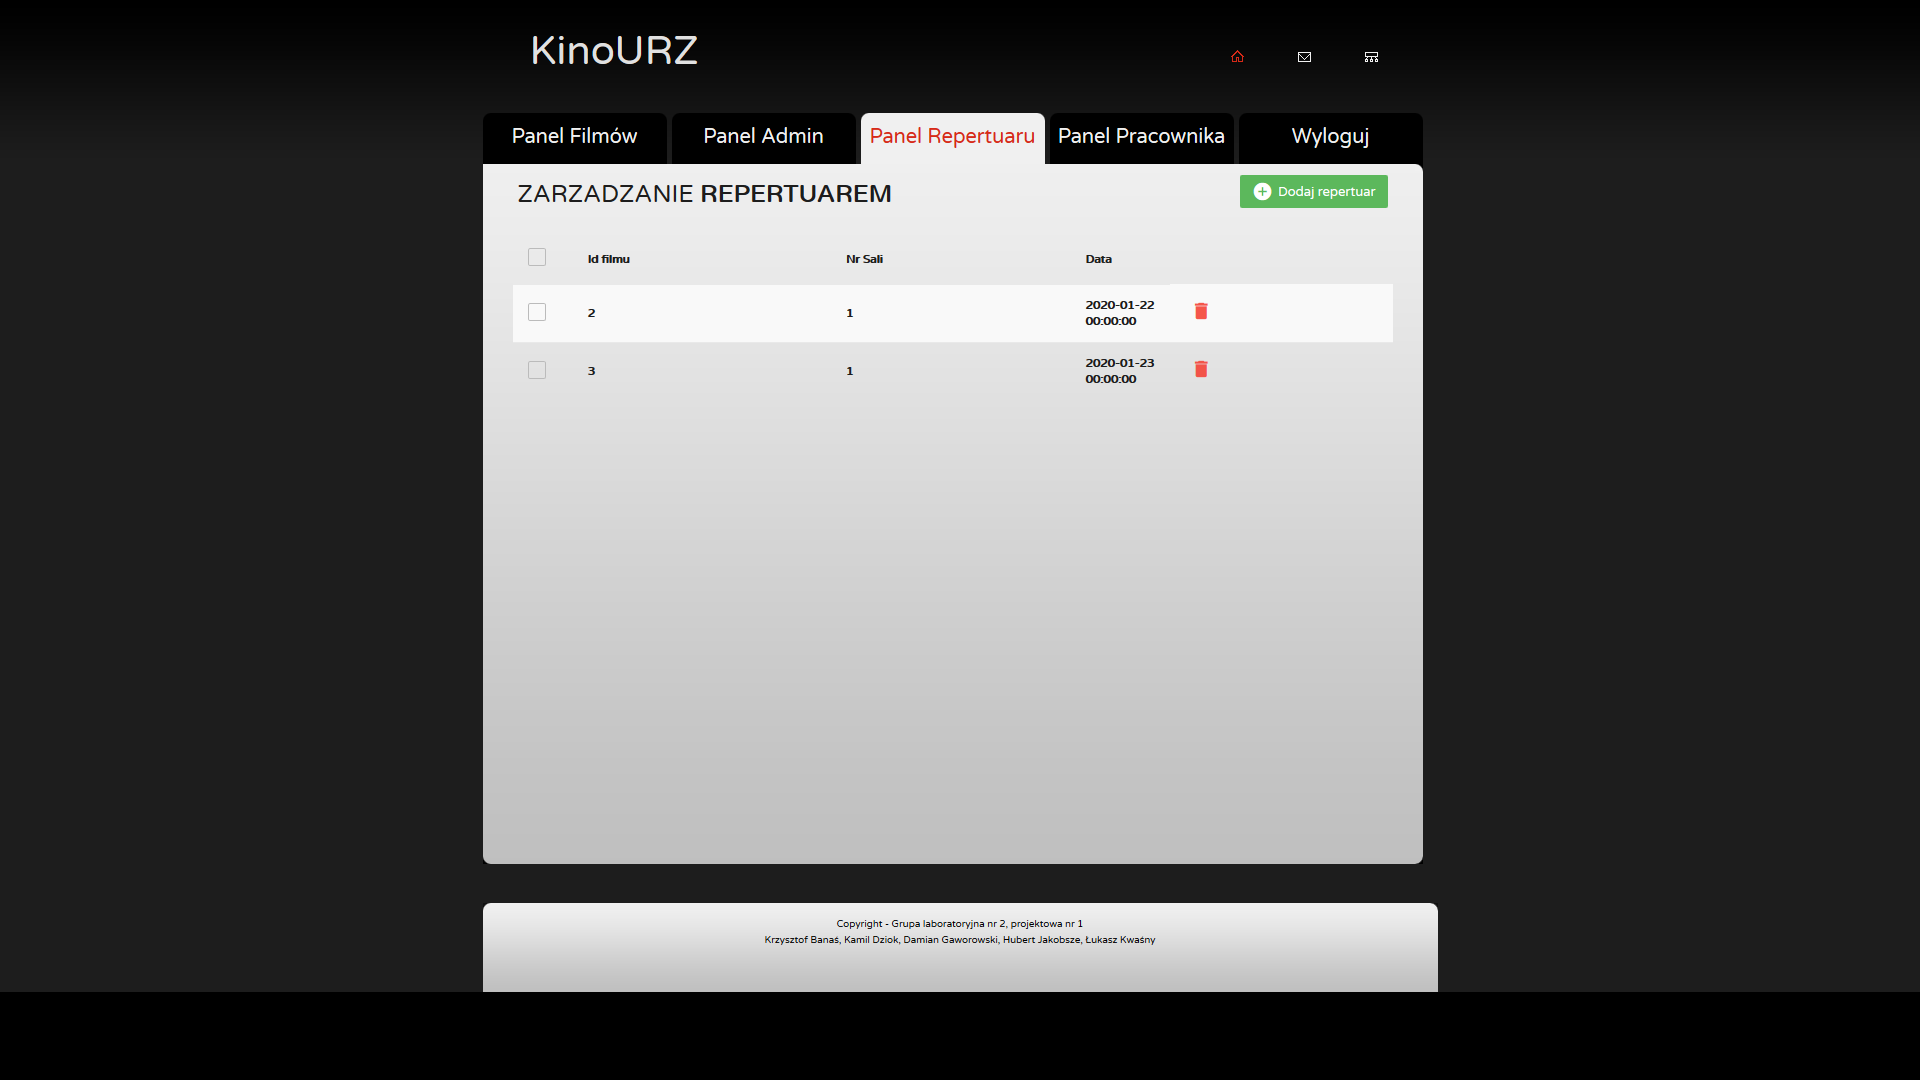 KinoURZ
Panel Filmów
Panel Admin
Panel Repertuaru
Panel Pracownika
Wyloguj
ZARZADZANIE REPERTUAREM
Dodaj repertuar
Id filmu Nr Sali Data
2 1 2020-01-22
00:00:00
3 1 2020-01-23
00:00:00
Copyright - Grupa laboratoryjna nr 2, projektowa nr 1
Krzysztof Banaś, Kamil Dziok, Damian Gaworowski, Hubert Jakobsze, Łukasz Kwaśny